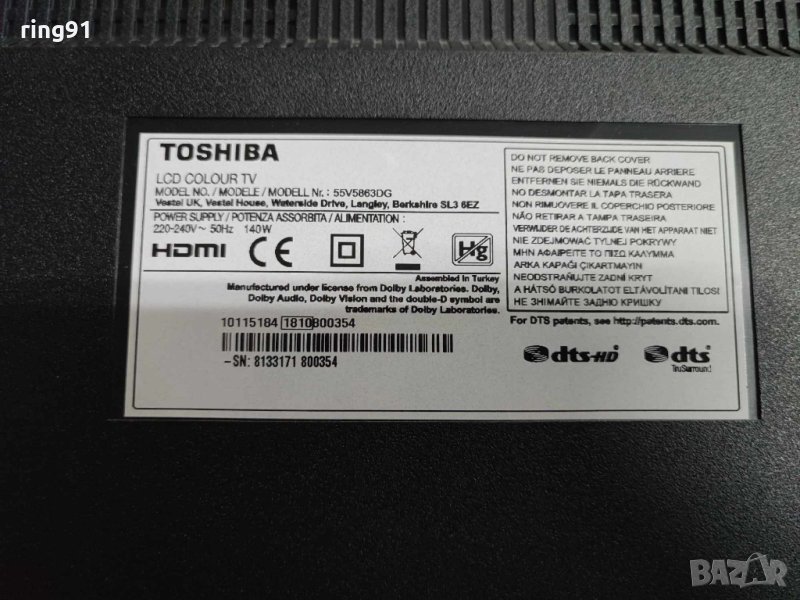 ring91
TOSHIBA
LCD COLOUR TV
MODEL NO. / MODELE / MODELL Nr. : 55V5863DG
Vestel UK, Vestel House, Waterside Drive, Langley, Berkshire SL3 6EZ
POWER SUPPLY / POTENZA ASSORBITA / ALIMENTATION :
220-240V~ 50Hz 140W
HDMI CE Hg
Assembled in Turkey
Manufactured under license from Dolby Laboratories. Dolby,
Dolby Audio, Dolby Vision and the double-D symbol are
trademarks of Dolby Laboratories.
10115184 1810800354
-SN: 8133171 800354
DO NOT REMOVE BACK COVER
NE PAS DEPOSER LE PANNEAU ARRIERE
ENTFERNEN SIE NIEMALS DIE RÜCKWAND
NO DESMONTAR LA TAPA TRASERA
NON RIMUOVERE IL COPERCHIO POSTERIORE
NÃO RETIRAR A TAMPA TRASEIRA
VERWIJDER DE ACHTERZIJDE VAN HET APPARAAT NIET
NIE ZDEJMOWAĆ TYLNEJ POKRYWY
ΜΗΝ ΑΦΑΙΡΕΙΤΕ ΤΟ ΠΙΣΩ ΚΑΛΥΜΜΑ
ARKA KAPAĞI ÇIKARTMAYIN
NEODSTRAŇUJTE ZADNÍ KRYT
A HÁTSÓ BURKOLATOT ELTÁVOLÍTANI TILOS!
НЕ ЗНІМАЙТЕ ЗАДНЮ КРИШКУ
For DTS patents, see http://patents.dts.com.
dts-HD dts
TruSurround
BAZAR